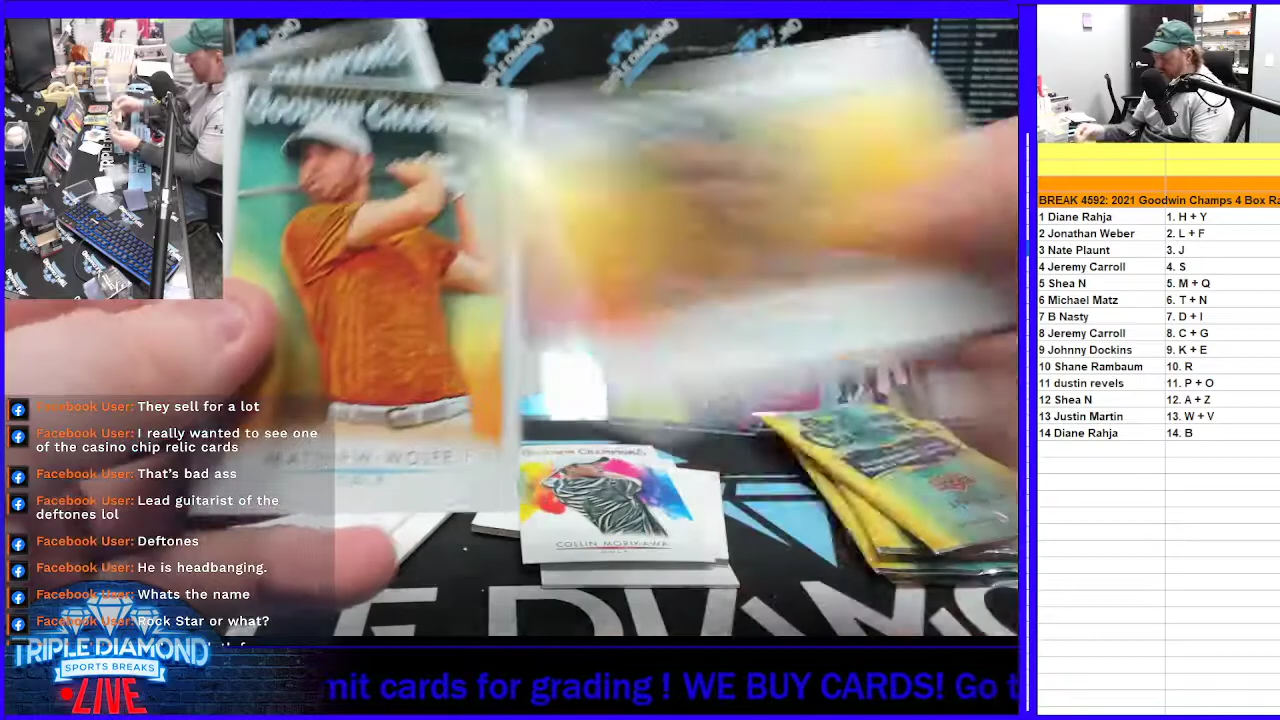 GOODWIN CHAMPIONS
COLLIN MORIKAWA
GOLF
MATTHEW WOLFF
GOLF
Facebook User: They sell for a lot
Facebook User: I really wanted to see one
of the casino chip relic cards
Facebook User: That's bad ass
Facebook User: Lead guitarist of the
deftones lol
Facebook User: Deftones
Facebook User: He is headbanging.
Facebook User: Whats the name
Facebook User: Rock Star or what?
TRIPLE DIAMOND
SPORTS BREAKS
LIVE
mit cards for grading ! WE BUY CARDS! Go t
BREAK 4592: 2021 Goodwin Champs 4 Box Ra
1 Diane Rahja 1. H + Y
2 Jonathan Weber 2. L + F
3 Nate Plaunt 3. J
4 Jeremy Carroll 4. S
5 Shea N 5. M + Q
6 Michael Matz 6. T + N
7 B Nasty 7. D + I
8 Jeremy Carroll 8. C + G
9 Johnny Dockins 9. K + E
10 Shane Rambaum 10. R
11 dustin revels 11. P + O
12 Shea N 12. A + Z
13 Justin Martin 13. W + V
14 Diane Rahja 14. B